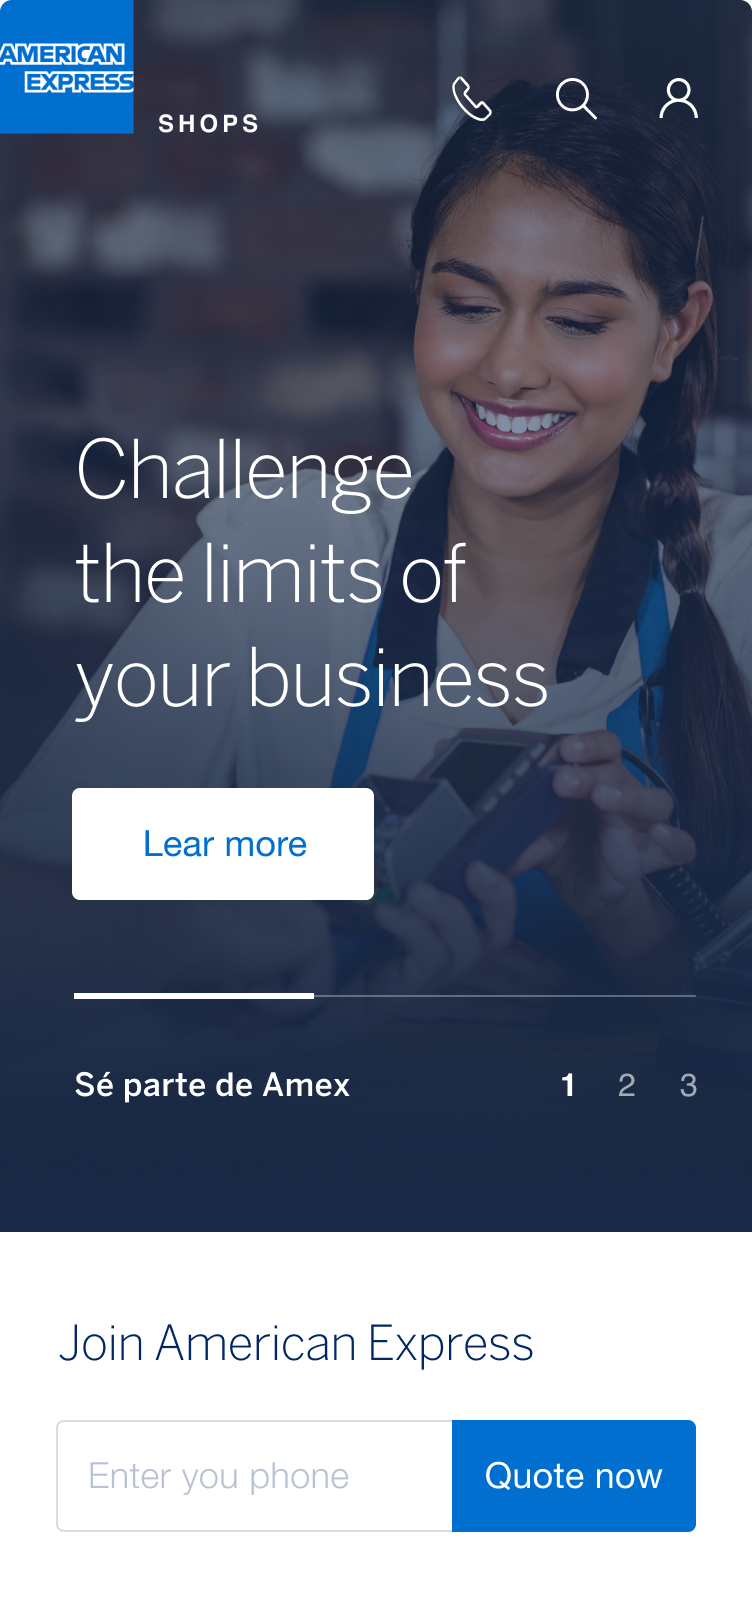 AMERICAN
EXPRESS
SHOPS
Challenge
the limits of
your business
Lear more
Sé parte de Amex
1 2 3
Join American Express
Enter you phone
Quote now